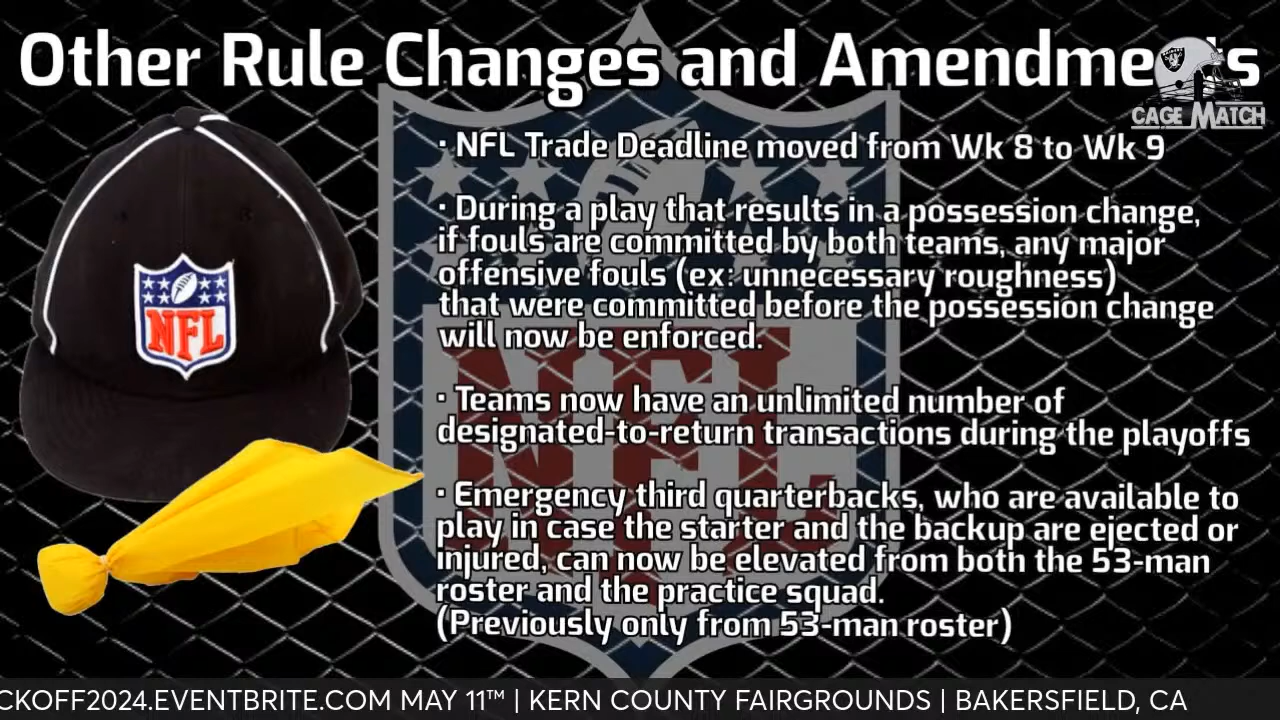 Other Rule Changes and Amendments
CAGE MATCH
· NFL Trade Deadline moved from Wk 8 to Wk 9
· During a play that results in a possession change,
if fouls are committed by both teams, any major
offensive fouls (ex: unnecessary roughness)
that were committed before the possession change
will now be enforced.
· Teams now have an unlimited number of
designated-to-return transactions during the playoffs
· Emergency third quarterbacks, who are available to
play in case the starter and the backup are ejected or
injured, can now be elevated from both the 53-man
roster and the practice squad.
(Previously only from 53-man roster)
NFL
NFL
CKOFF2024.EVENTBRITE.COM MAY 11™ | KERN COUNTY FAIRGROUNDS | BAKERSFIELD, CA